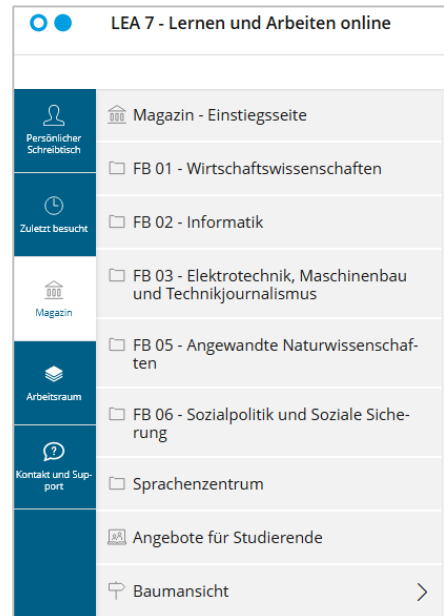 LEA 7 - Lernen und Arbeiten online
Persönlicher
Schreibtisch
Zuletzt besucht
Magazin
Arbeitsraum
Kontakt und Sup-
port
Magazin - Einstiegsseite
FB 01 - Wirtschaftswissenschaften
FB 02 - Informatik
FB 03 - Elektrotechnik, Maschinenbau
und Technikjournalismus
FB 05 - Angewandte Naturwissenschaf-
ten
FB 06 - Sozialpolitik und Soziale Siche-
rung
Sprachenzentrum
Angebote für Studierende
Baumansicht